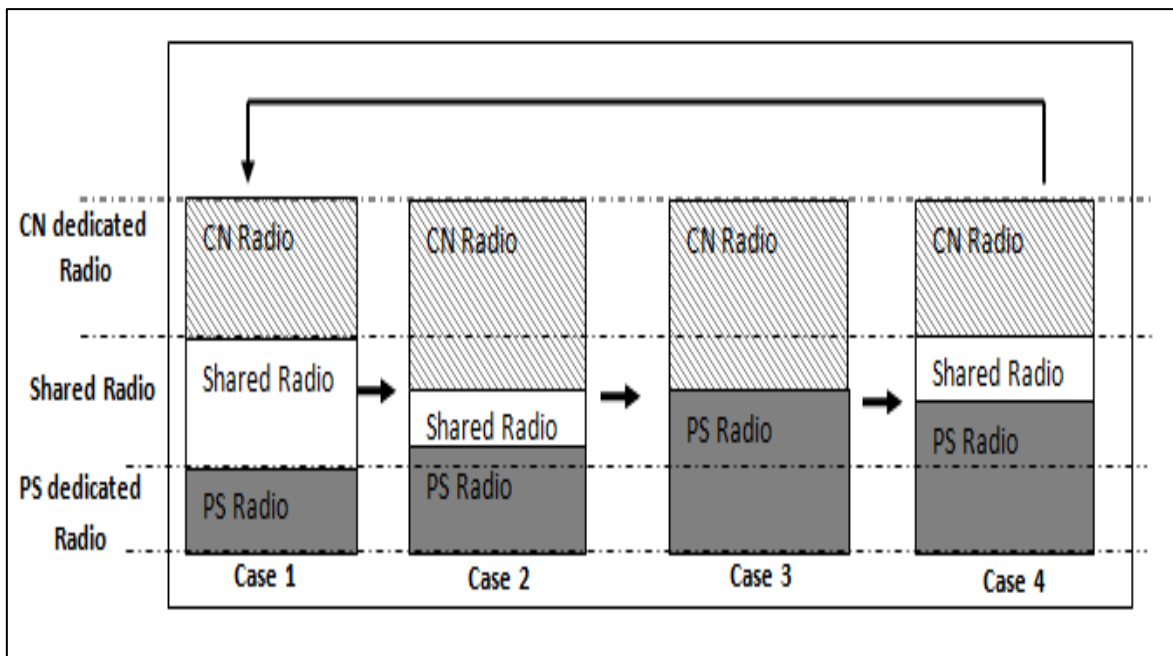 CN dedicated
Radio
Shared Radio
PS dedicated
Radio
CN Radio
Shared Radio
PS Radio
Case 1
CN Radio
Shared Radio
PS Radio
Case 2
CN Radio
PS Radio
Case 3
CN Radio
Shared Radio
PS Radio
Case 4